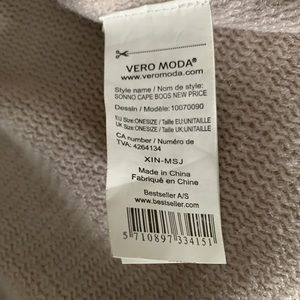 VERO MODA®
www.veromoda.com
Style name / Nom de style:
SONNO CAPE BOOS NEW PRICE
Dessin / Modèle: 10070090
EU Size:ONESIZE / Taille EU:UNITAILLE
UK Size:ONESIZE / Taille UK:UNITAILLE
CA number / Numéro de
TVA: 4264134
XIN-MSJ
Made in China
Fabriqué en Chine
Bestseller A/S
www.bestseller.com
5 710897 334151